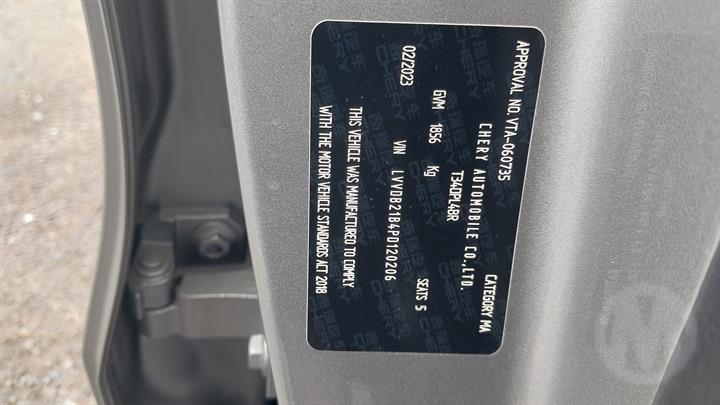 APPROVAL NO. VTA-060735 CATEGORY MA
CHERY AUTOMOBILE CO.,LTD.
T34DPL4BR
GVM 1856 Kg
02/2023 SEATS 5
VIN LVVDB21B4PD120206
THIS VEHICLE WAS MANUFACTURED TO COMPLY
WITH THE MOTOR VEHICLE STANDARDS ACT 2018